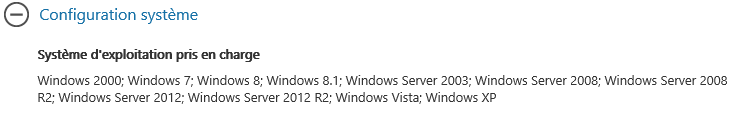 Configuration système
Système d'exploitation pris en charge
Windows 2000; Windows 7; Windows 8; Windows 8.1; Windows Server 2003; Windows Server 2008; Windows Server 2008
R2; Windows Server 2012; Windows Server 2012 R2; Windows Vista; Windows XP